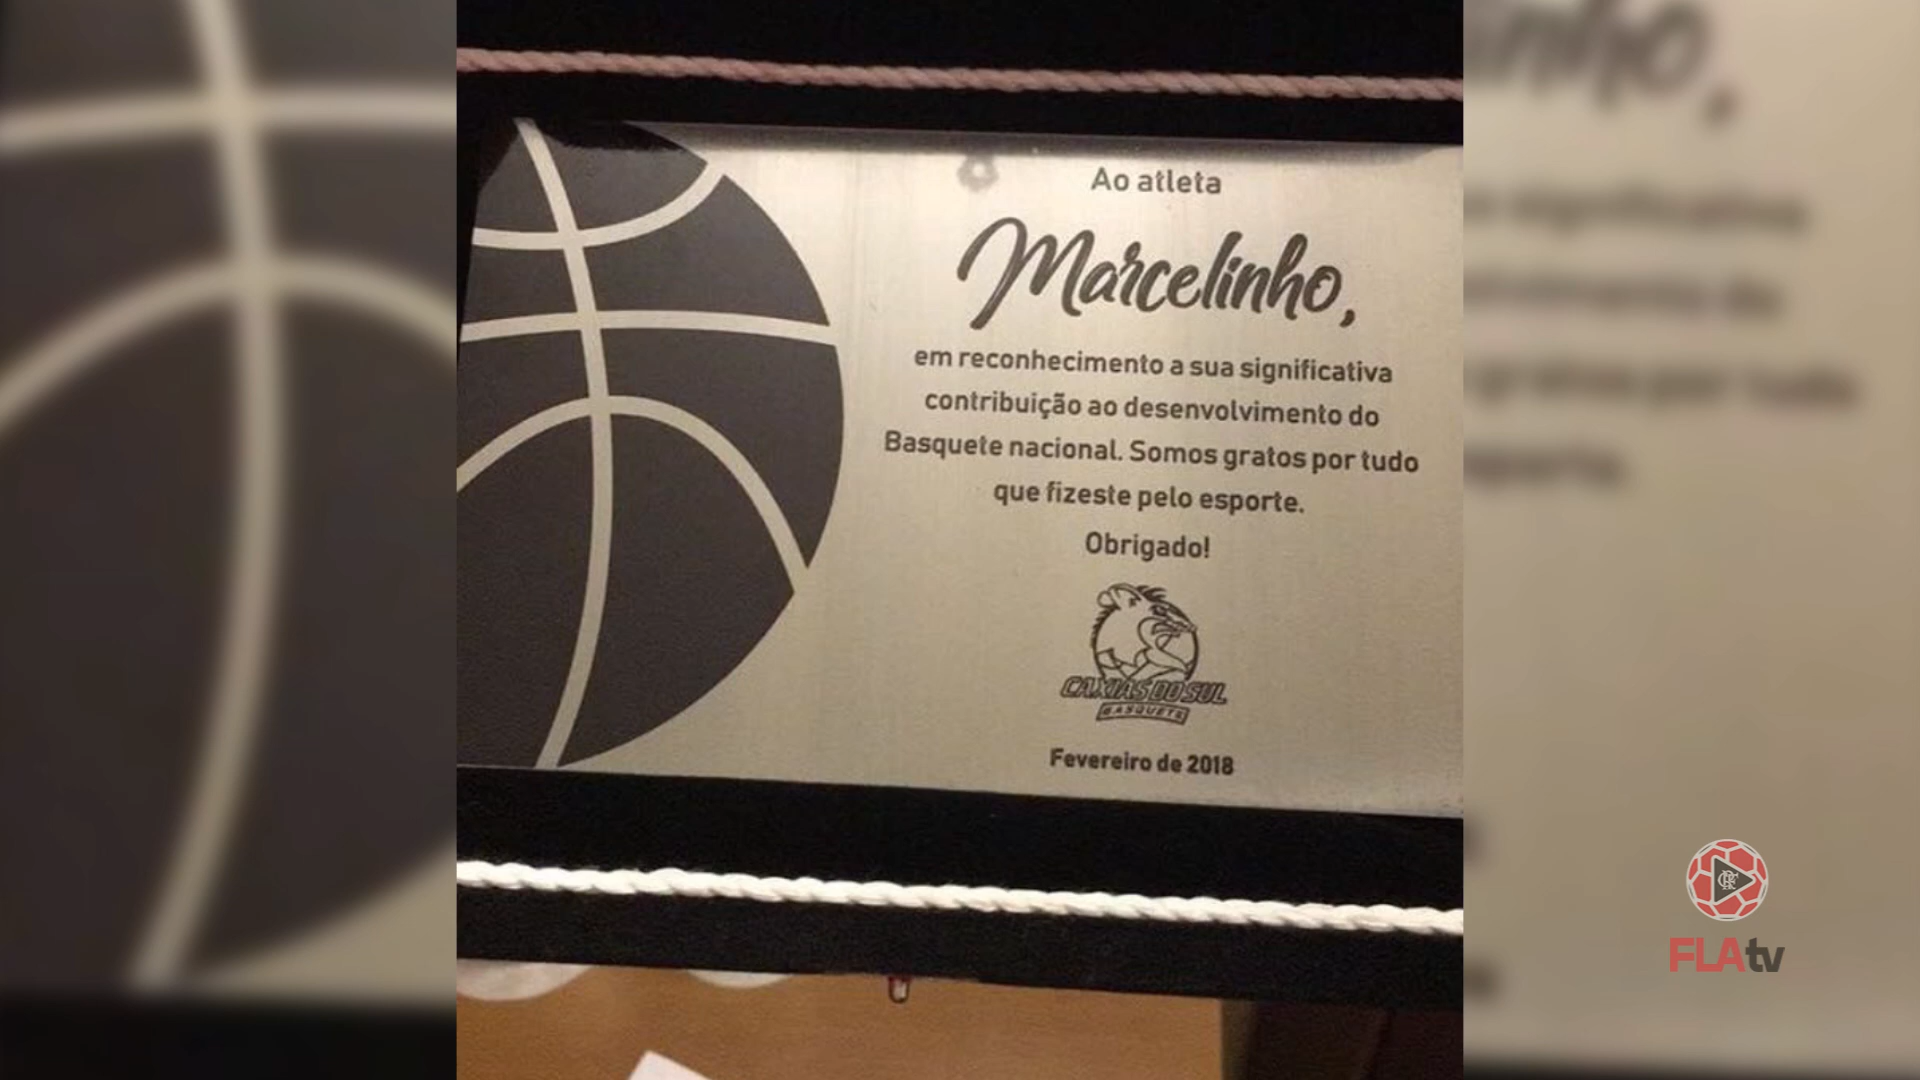 Ao atleta
Marcelinho,
em reconhecimento a sua significativa
contribuição ao desenvolvimento do
Basquete nacional. Somos gratos por tudo
que fizeste pelo esporte.
Obrigado!
CAXIAS DO SUL
BASQUETE
Fevereiro de 2018
FLAtv